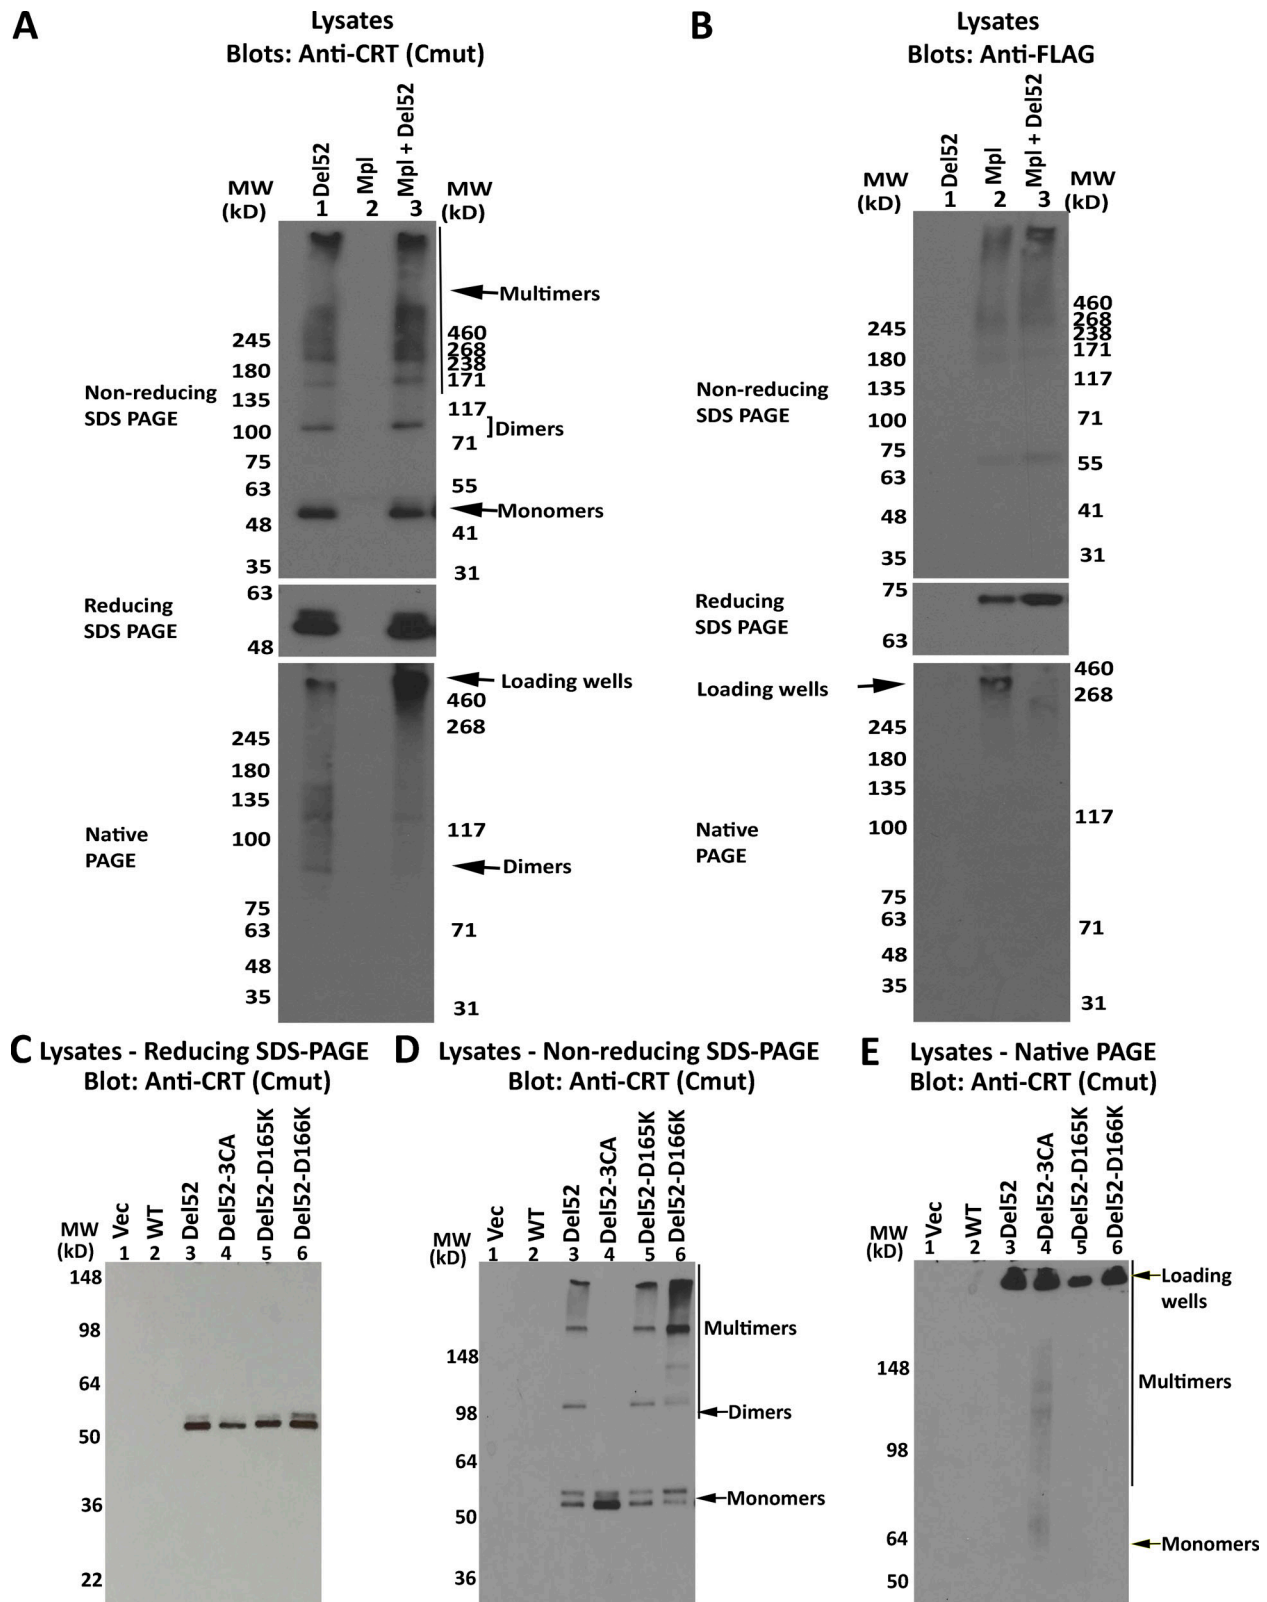 A
Lysates
Blots: Anti-CRT (Cmut)
Del52
Mpl
Mpl + Del52
MW
(kD)
1
2
3
MW
(kD)
Multimers
245
180
135
100
75
63
48
35
460
268
238
171
117
71
55
41
31
Non-reducing
SDS PAGE
Dimers
Monomers
Reducing
SDS PAGE
63
48
Loading wells
460
268
245
180
135
100
75
63
48
35
117
71
31
Native
PAGE
Dimers
B
Lysates
Blots: Anti-FLAG
Del52
Mpl
Mpl + Del52
MW
(kD)
1
2
3
MW
(kD)
245
180
135
100
75
63
48
35
460
268
238
171
117
71
55
41
31
Non-reducing
SDS PAGE
Reducing
SDS PAGE
75
63
Loading wells
460
268
245
180
135
100
75
63
48
35
117
71
31
Native
PAGE
C
Lysates - Reducing SDS-PAGE
Blot: Anti-CRT (Cmut)
Vec
WT
Del52
Del52-3CA
Del52-D165K
Del52-D166K
MW
(kD)
1
2
3
4
5
6
148
98
64
50
36
22
D
Lysates - Non-reducing SDS-PAGE
Blot: Anti-CRT (Cmut)
Vec
WT
Del52
Del52-3CA
Del52-D165K
Del52-D166K
MW
(kD)
1
2
3
4
5
6
148
98
64
50
36
Multimers
Dimers
Monomers
E
Lysates - Native PAGE
Blot: Anti-CRT (Cmut)
Vec
WT
Del52
Del52-3CA
Del52-D165K
Del52-D166K
MW
(kD)
1
2
3
4
5
6
Loading
wells
148
98
64
50
Multimers
Monomers